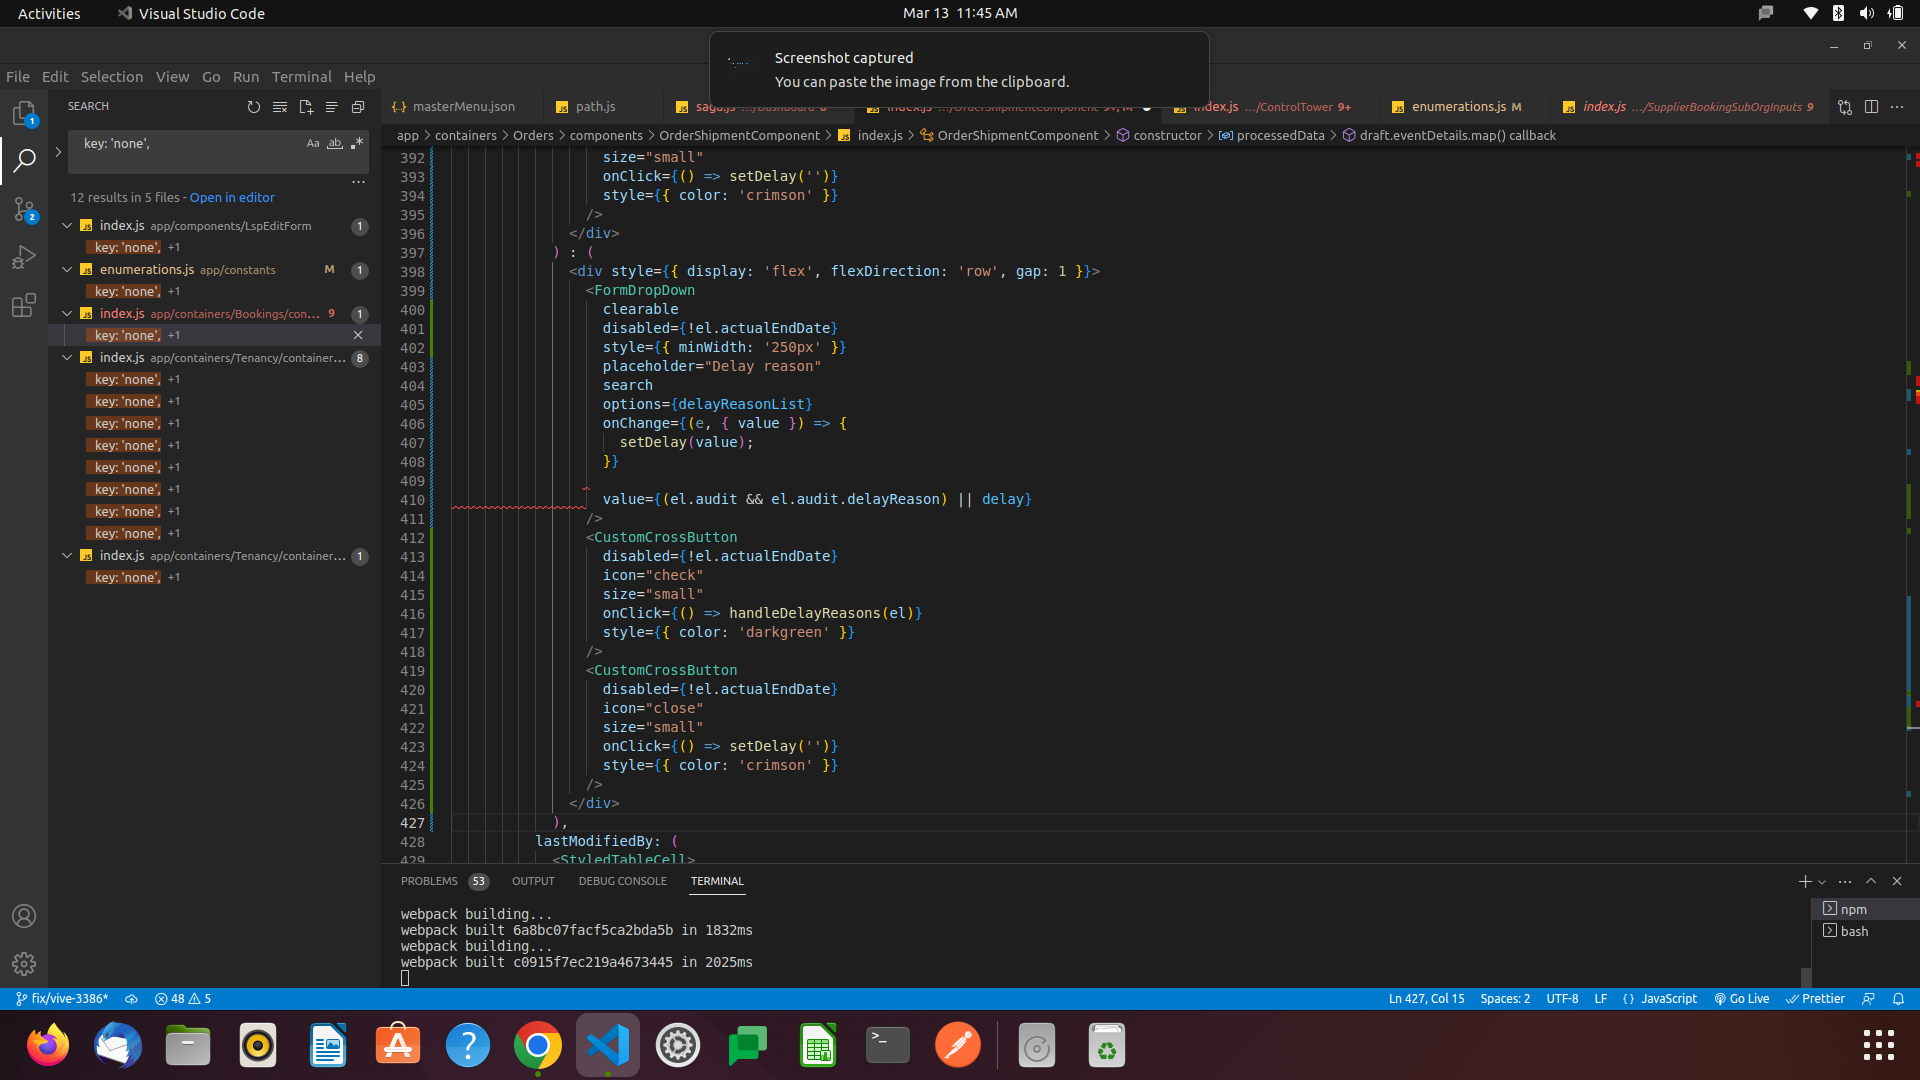 Activities
Visual Studio Code
Mar 13 11:45 AM
Screenshot captured
You can paste the image from the clipboard.
File Edit Selection View Go Run Terminal Help
SEARCH
masterMenu.json
path.js
index.js .../ControlTower 9+
enumerations.js M
index.js .../SupplierBookingSubOrgInputs 9
app > containers > Orders > components > OrderShipmentComponent > index.js > OrderShipmentComponent > constructor > processedData > draft.eventDetails.map() callback
key: 'none',
Aa ab
12 results in 5 files - Open in editor
index.js app/components/LspEditForm 1
key: 'none', +1
enumerations.js app/constants M 1
key: 'none', +1
index.js app/containers/Bookings/con... 9 1
key: 'none', +1
index.js app/containers/Tenancy/container... 8
key: 'none', +1
key: 'none', +1
key: 'none', +1
key: 'none', +1
key: 'none', +1
key: 'none', +1
key: 'none', +1
key: 'none', +1
index.js app/containers/Tenancy/container... 1
key: 'none', +1
392 size="small"
393 onClick={() => setDelay('')}
394 style={{ color: 'crimson' }}
395 />
396 </div>
397 ) : (
398 <div style={{ display: 'flex', flexDirection: 'row', gap: 1 }}>
399 <FormDropDown
400 clearable
401 disabled={!el.actualEndDate}
402 style={{ minWidth: '250px' }}
403 placeholder="Delay reason"
404 search
405 options={delayReasonList}
406 onChange={(e, { value }) => {
407 setDelay(value);
408 }}
409
410 value={(el.audit && el.audit.delayReason) || delay}
411 />
412 <CustomCrossButton
413 disabled={!el.actualEndDate}
414 icon="check"
415 size="small"
416 onClick={() => handleDelayReasons(el)}
417 style={{ color: 'darkgreen' }}
418 />
419 <CustomCrossButton
420 disabled={!el.actualEndDate}
421 icon="close"
422 size="small"
423 onClick={() => setDelay('')}
424 style={{ color: 'crimson' }}
425 />
426 </div>
427 ),
428 lastModifiedBy: (
429 <StyledTableCell>
PROBLEMS 53 OUTPUT DEBUG CONSOLE TERMINAL
webpack building...
webpack built 6a8bc07facf5ca2bda5b in 1832ms
webpack building...
webpack built c0915f7ec219a4673445 in 2025ms
npm
bash
fix/vive-3386* 48 5
Ln 427, Col 15 Spaces: 2 UTF-8 LF {} JavaScript Go Live Prettier